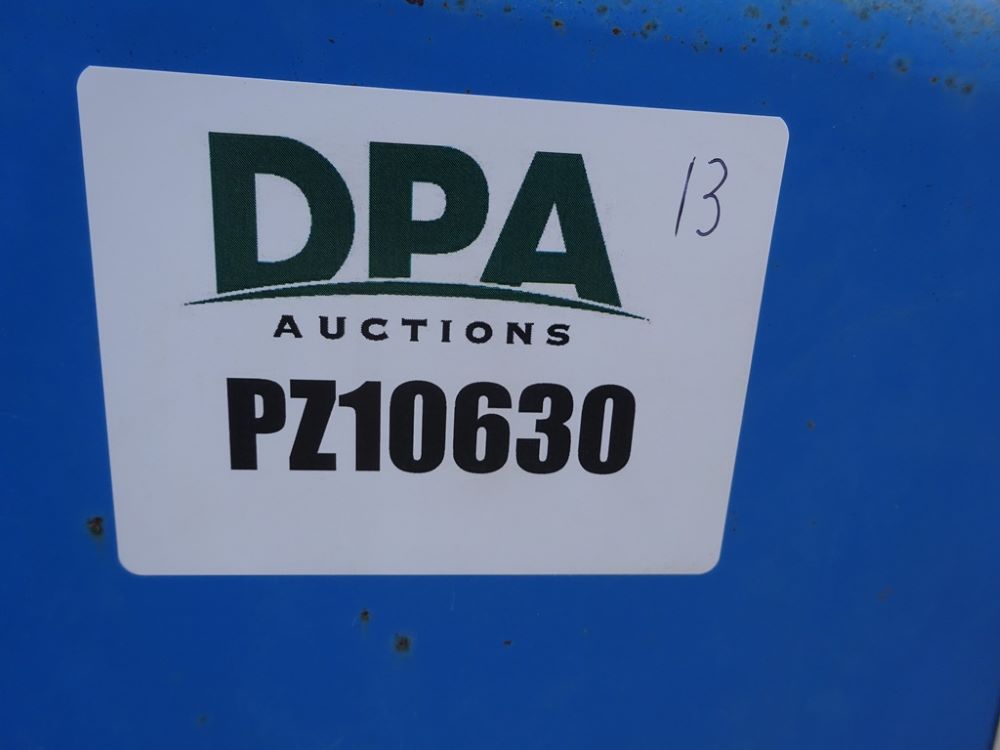 DPA
13
AUCTIONS
PZ10630